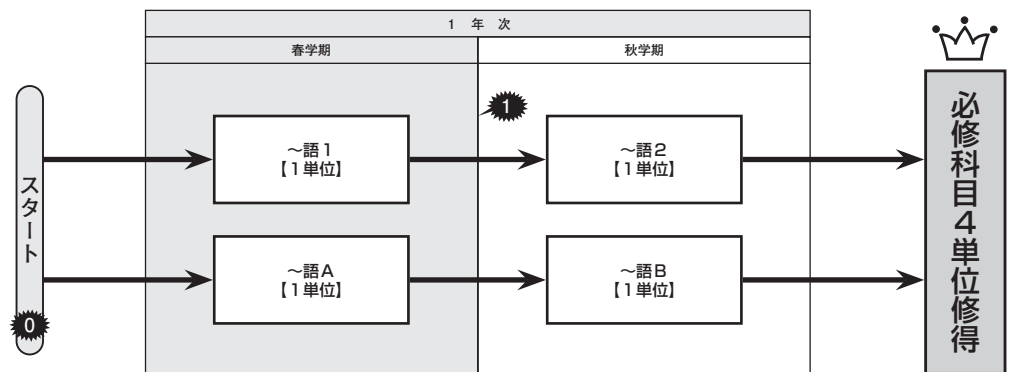 1 年 次
春学期
秋学期
スタート
0
〜語1
【1単位】
1
〜語2
【1単位】
〜語A
【1単位】
〜語B
【1単位】
必修科目4単位修得